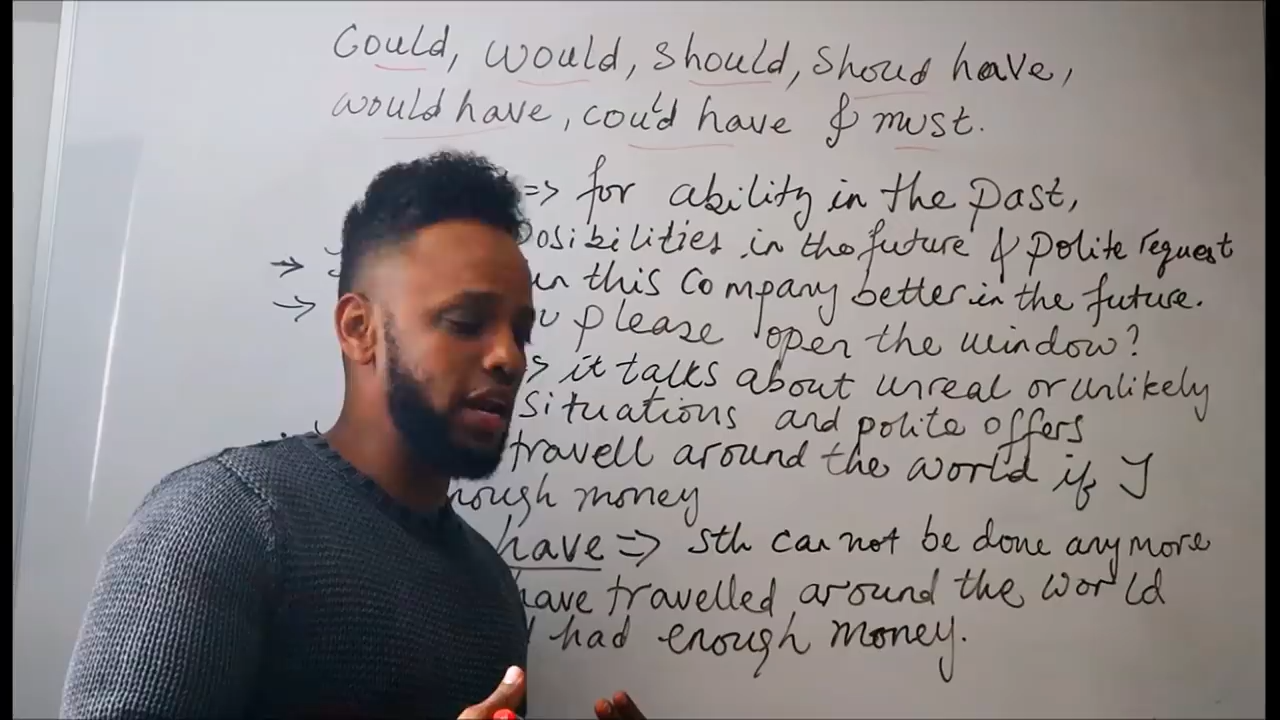 Could, would, should, shoud have,
would have, could have & must.
=> for ability in the past,
posibilities in the future & polite request
in this Company better in the future.
please open the window?
it talks about unreal or unlikely
situations and polite offers
travell around the world if I
nough money
have => sth can not be done anymore
have travelled around the world
had enough money.